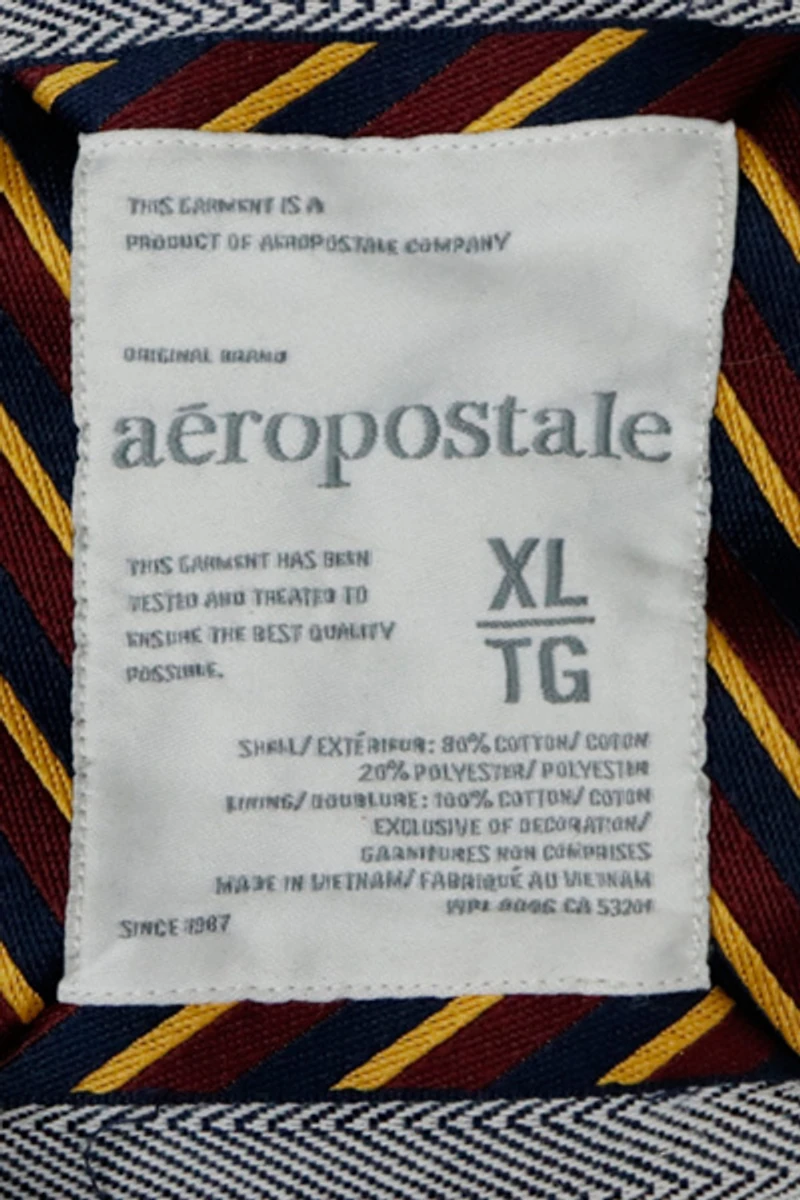 THIS GARMENT IS A
PRODUCT OF AEROPOSTALE COMPANY
ORIGINAL BRAND
aéropostale
THIS GARMENT HAS BEEN
TESTED AND TREATED TO
ENSURE THE BEST QUALITY
POSSIBLE.
XL
TG
SHELL/ EXTÉRIEUR: 80% COTTON/ COTON
20% POLYESTER/ POLYESTER
LINING/ DOUBLURE: 100% COTTON/ COTON
EXCLUSIVE OF DECORATION/
GARNITURES NON COMPRISES
MADE IN VIETNAM/ FABRIQUÉ AU VIETNAM
CA
SINCE 1987